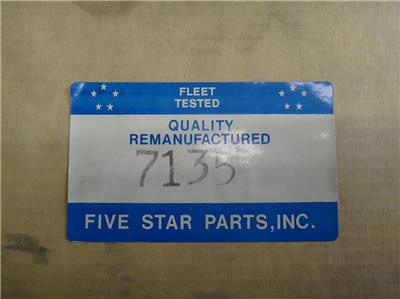 FLEET
TESTED
QUALITY
REMANUFACTURED
7135
FIVE STAR PARTS,INC.